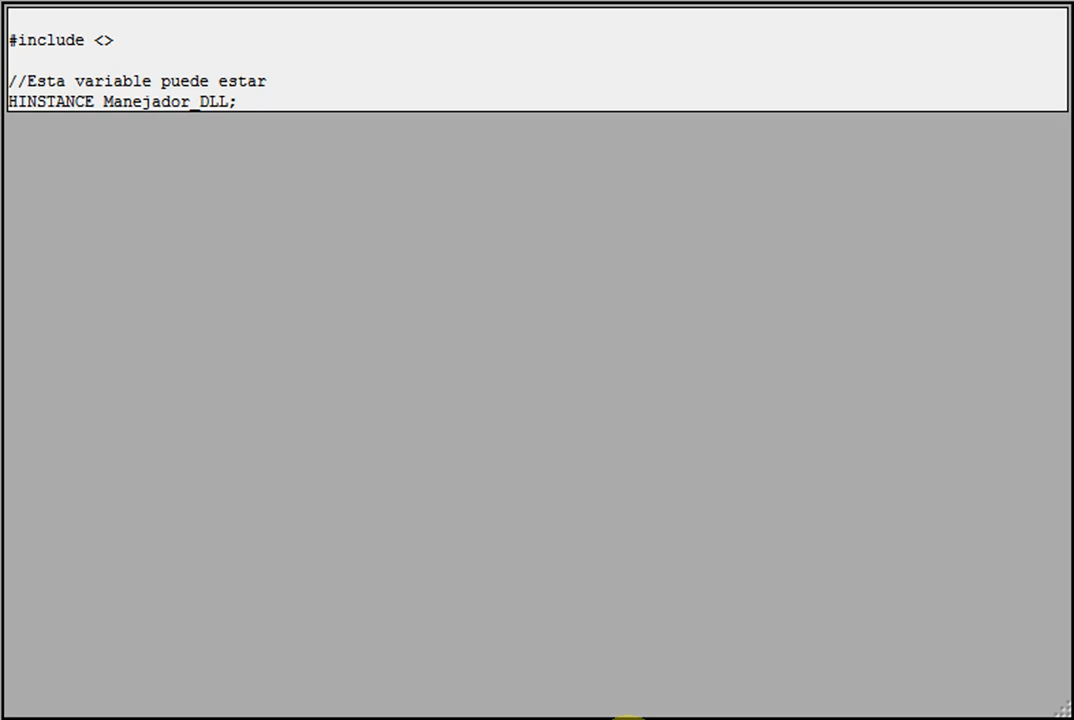 #include <>
//Esta variable puede estar
HINSTANCE Manejador_DLL;